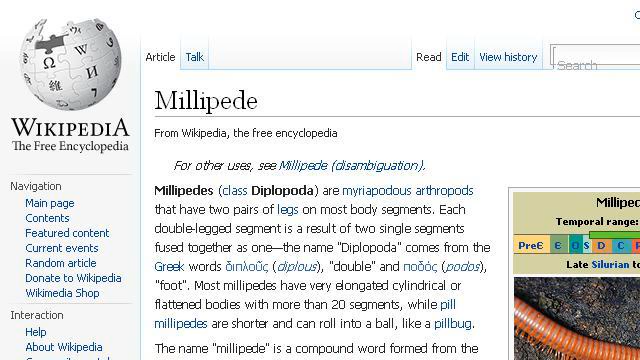 WIKIPEDIA
The Free Encyclopedia
Navigation
Main page
Contents
Featured content
Current events
Random article
Donate to Wikipedia
Wikimedia Shop
Interaction
Help
About Wikipedia
Article Talk Read Edit View history Search
Millipede
From Wikipedia, the free encyclopedia
For other uses, see Millipede (disambiguation).
Millipedes (class Diplopoda) are myriapodous arthropods
that have two pairs of legs on most body segments. Each
double-legged segment is a result of two single segments
fused together as one—the name "Diplopoda" comes from the
Greek words διπλοῦς (diplous), "double" and ποδός (podos),
"foot". Most millipedes have very elongated cylindrical or
flattened bodies with more than 20 segments, while pill
millipedes are shorter and can roll into a ball, like a pillbug.
The name "millipede" is a compound word formed from the
Milliped
Temporal range:
PreЄ Є O S D C P
Late Silurian to